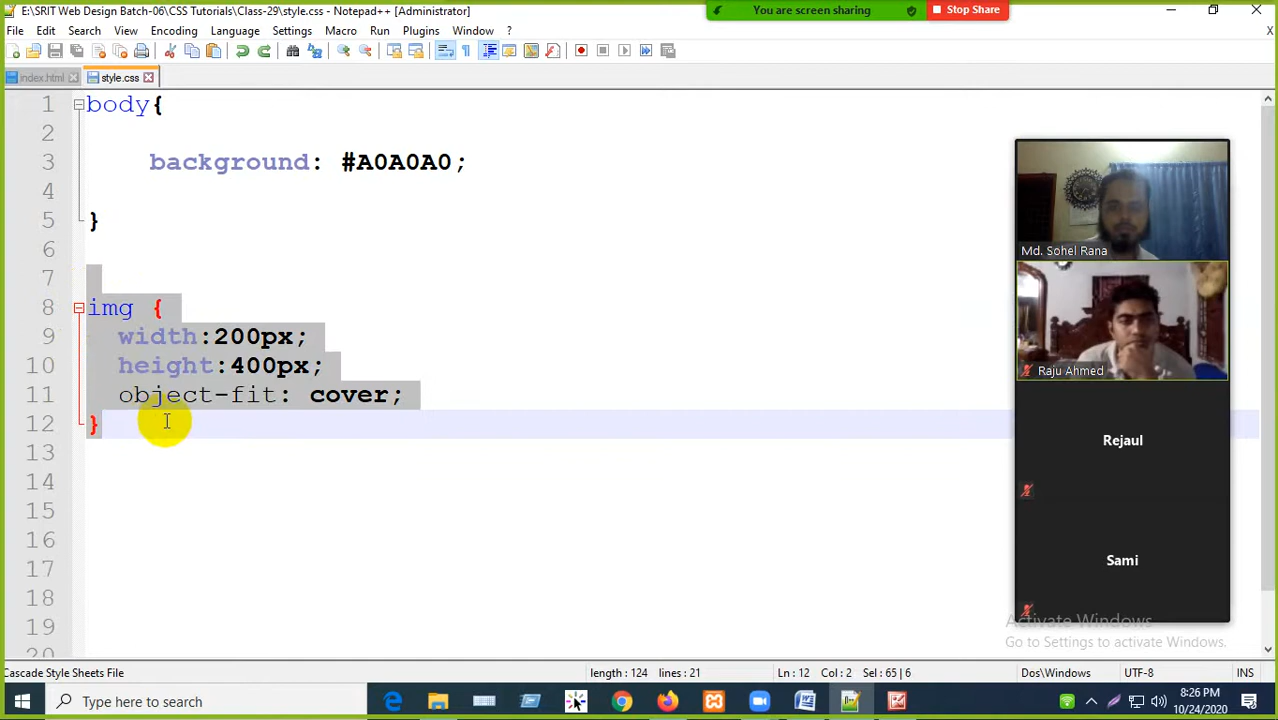 E:\SRIT Web Design Batch-06\CSS Tutorials\Class-29\style.css - Notepad++ [Administrator]
You are screen sharing
Stop Share
File Edit Search View Encoding Language Settings Macro Run Plugins Window ?
X
index.html
style.css
1 body{
2
3 background: #A0A0A0;
4
5 }
6
7
8 img {
9 width:200px;
10 height:400px;
11 object-fit: cover;
12 }
13
14
15
16
17
18
19
20
Md. Sohel Rana
Raju Ahmed
Rejaul
Sami
Activate Windows
Go to Settings to activate Windows.
Cascade Style Sheets File length : 124 lines : 21 Ln : 12 Col : 2 Sel : 65 | 6 Dos\Windows UTF-8 INS
Type here to search
8:26 PM
10/24/2020